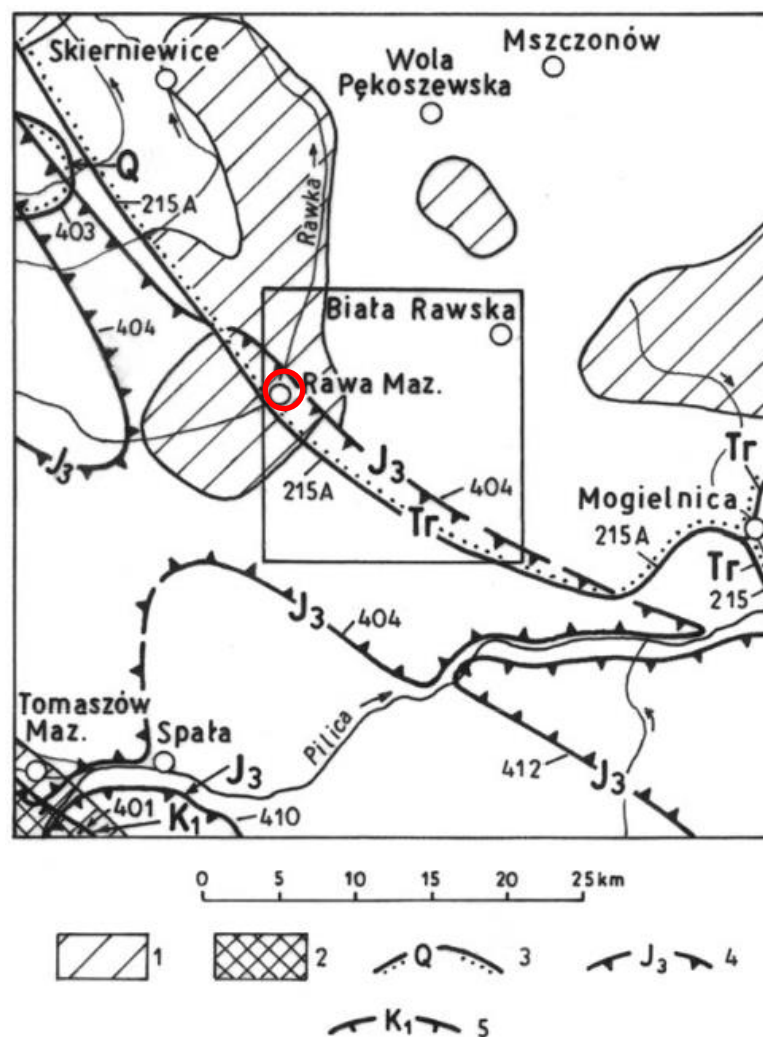 Skierniewice
Wola
Pękoszewska
Mszczonów
Q
215A
403
Rawka
404
Biała Rawska
Rawa Maz.
J3
J3
404
215A
Tr
Tr
Mogielnica
215A
Tr
215
J3
404
Tomaszów
Maz.
Spała
Pilica
J3
412
J3
401
K1
410
0 5 10 15 20 25 km
1
2
Q 3
J3 4
K1 5